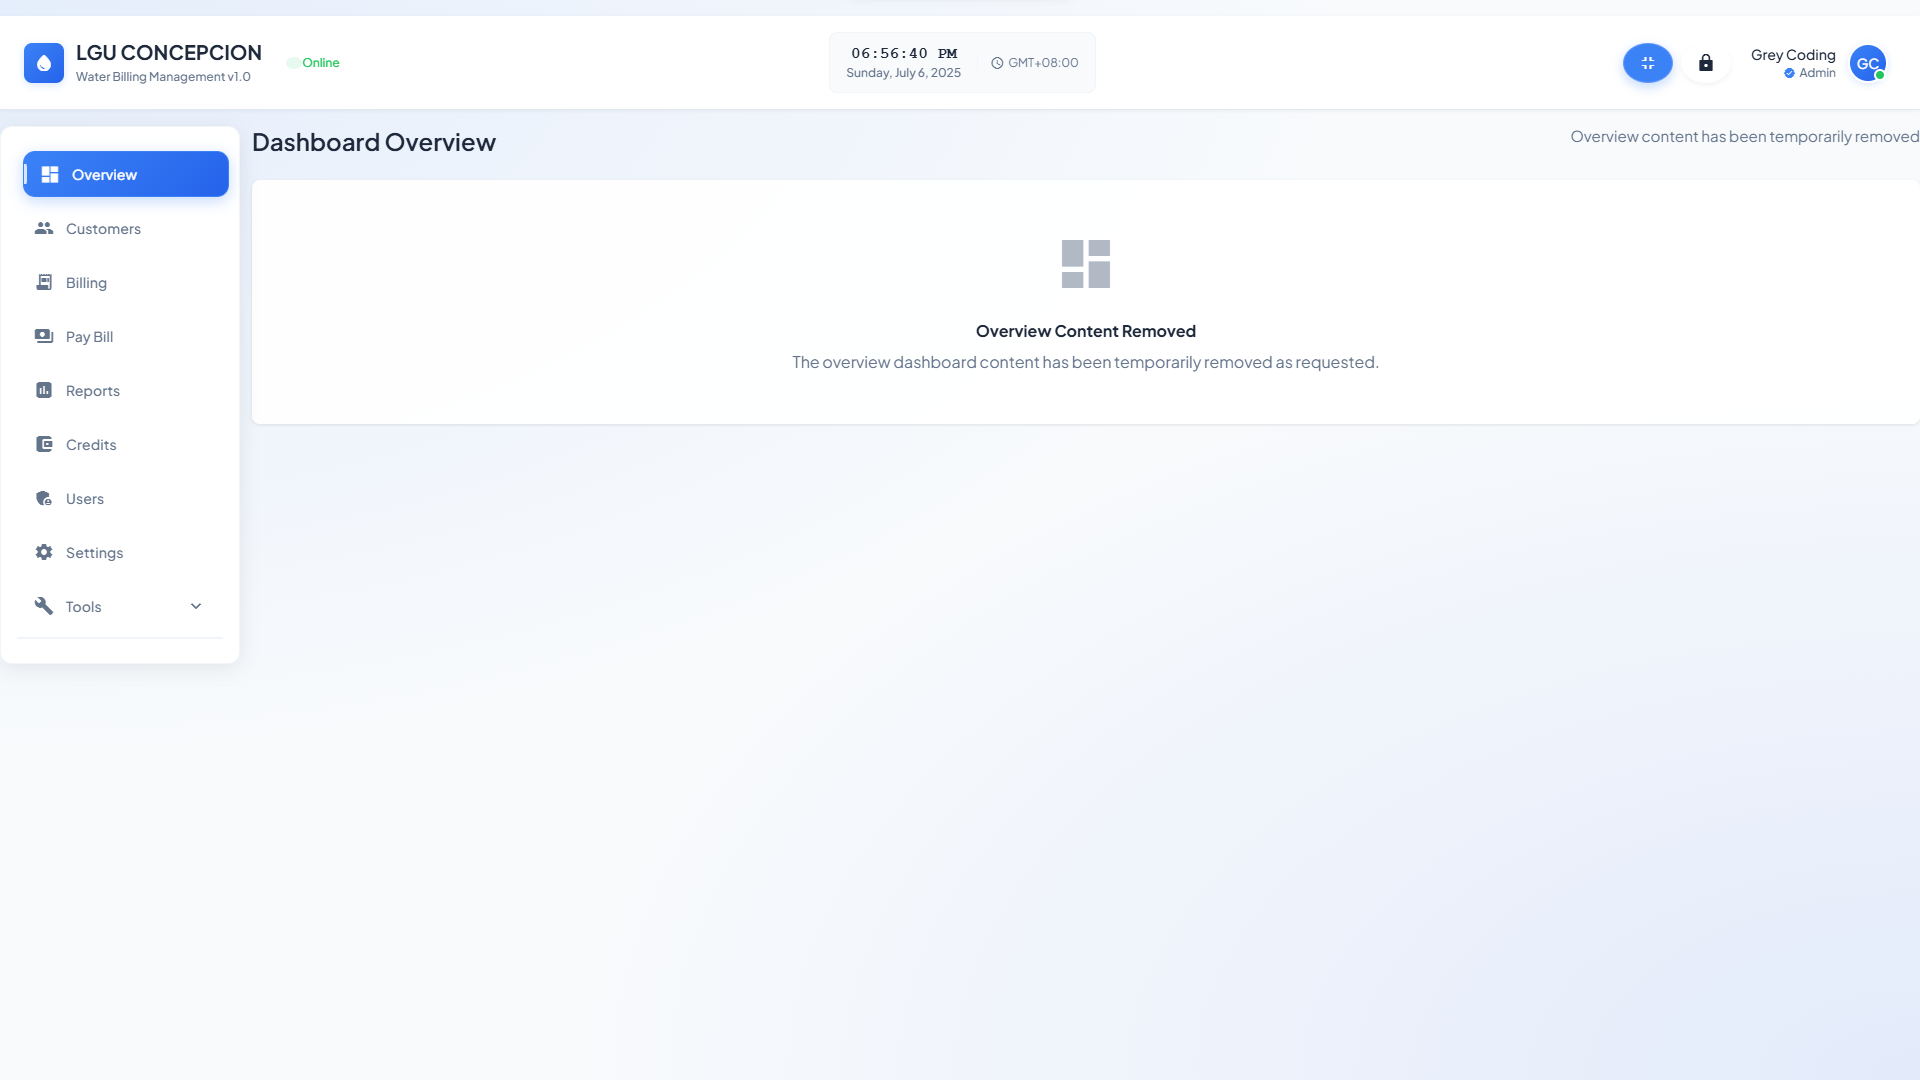 LGU CONCEPCION
Water Billing Management v1.0
Online
06:56:40 PM
Sunday, July 6, 2025
GMT+08:00
Grey Coding
Admin
GC
Overview
Customers
Billing
Pay Bill
Reports
Credits
Users
Settings
Tools
Dashboard Overview
Overview content has been temporarily removed
Overview Content Removed
The overview dashboard content has been temporarily removed as requested.